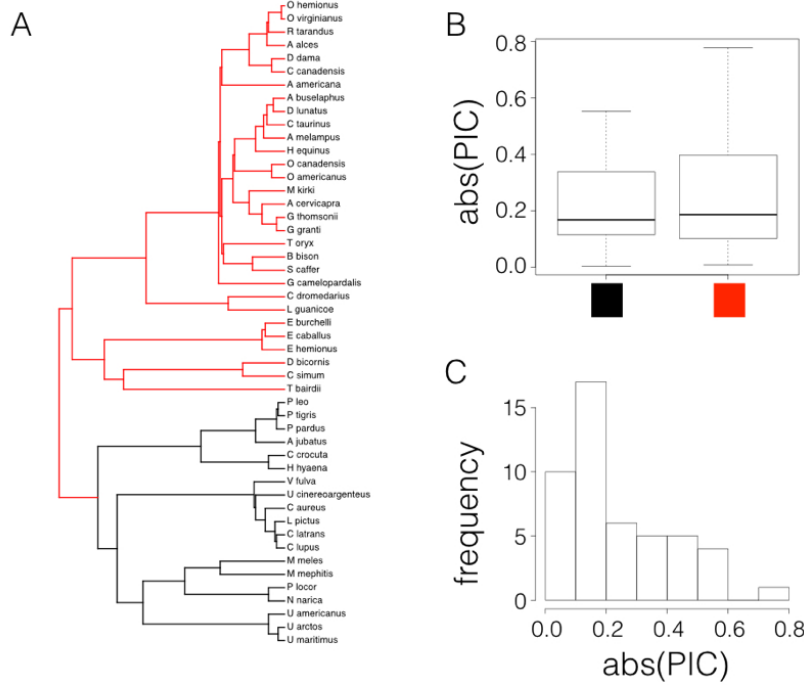 A
O hemionus
O virginianus
R tarandus
A alces
D dama
C canadensis
A americana
A buselaphus
D lunatus
C taurinus
A melampus
H equinus
O canadensis
O americanus
M kirki
A cervicapra
G thomsonii
G granti
T oryx
B bison
S caffer
G camelopardalis
C dromedarius
L guanicoe
E burchelli
E caballus
E hemionus
D bicornis
C simum
T bairdii
P leo
P tigris
P pardus
A jubatus
C crocuta
H hyaena
V fulva
U cinereoargenteus
C aureus
L pictus
C latrans
C lupus
M meles
M mephitis
P locor
N narica
U americanus
U arctos
U maritimus
B
abs(PIC)
0.8
0.6
0.4
0.2
0.0
C
frequency
15
10
5
0
0.0 0.2 0.4 0.6 0.8
abs(PIC)